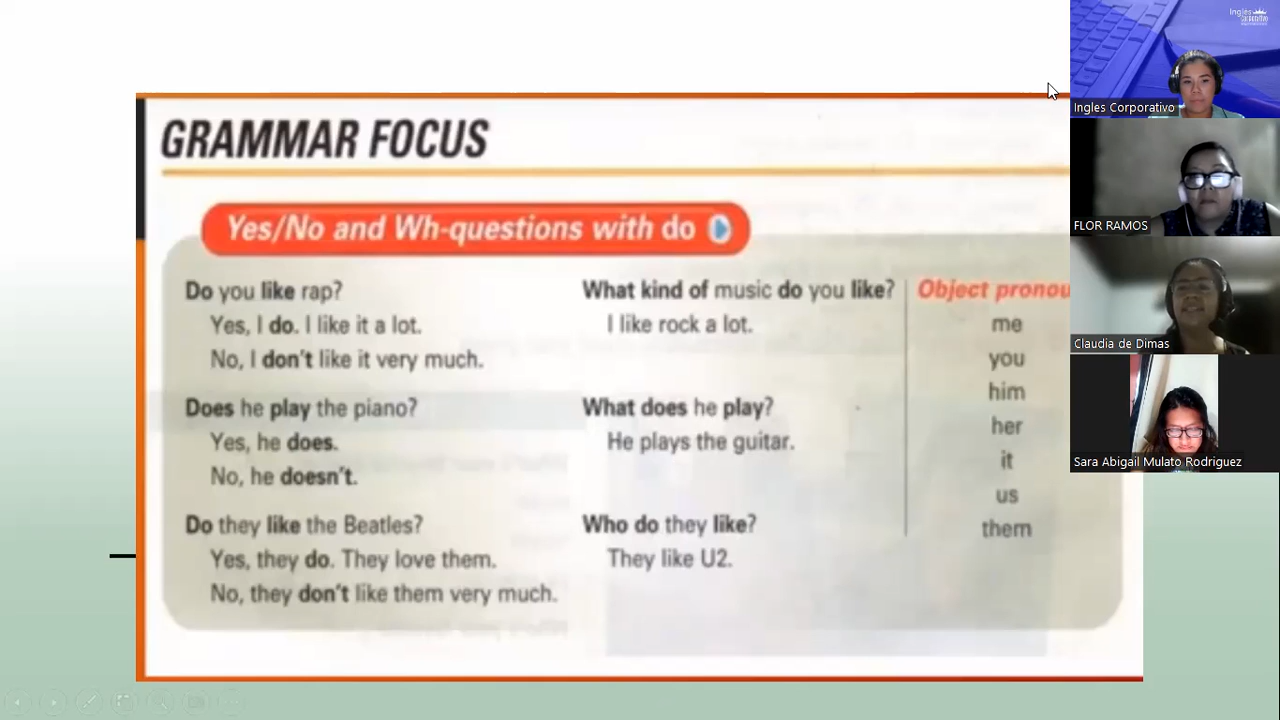 GRAMMAR FOCUS
Yes/No and Wh-questions with do
Do you like rap?
Yes, I do. I like it a lot.
No, I don't like it very much.
Does he play the piano?
Yes, he does.
No, he doesn't.
Do they like the Beatles?
Yes, they do. They love them.
No, they don't like them very much.
What kind of music do you like?
I like rock a lot.
What does he play?
He plays the guitar.
Who do they like?
They like U2.
Object pronou
me
you
him
her
it
us
them
Ingles
Corporativo
Ingles Corporativo
FLOR RAMOS
Claudia de Dimas
Sara Abigail Mulato Rodriguez